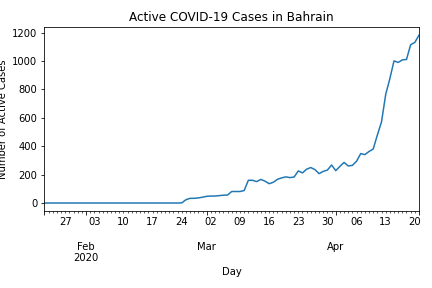 Active COVID-19 Cases in Bahrain
Number of Active Cases
1200
1000
800
600
400
200
0
27 03 10 17 24 02 09 16 23 30 06 13 20
Feb Mar Apr
2020
Day